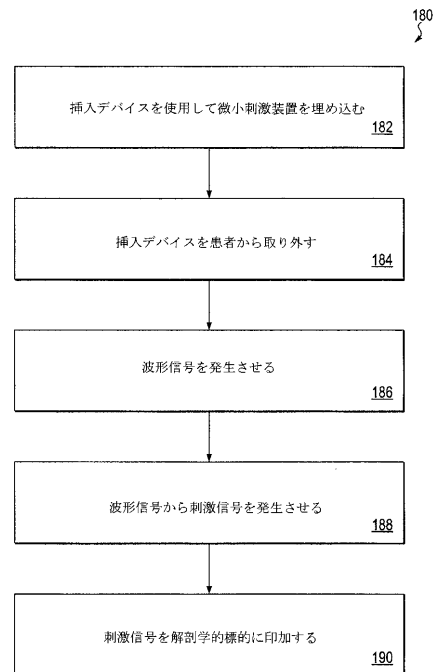 180
挿入デバイスを使用して微小刺激装置を埋め込む
182
挿入デバイスを患者から取り外す
184
波形信号を発生させる
186
波形信号から刺激信号を発生させる
188
刺激信号を解剖学的標的に印加する
190